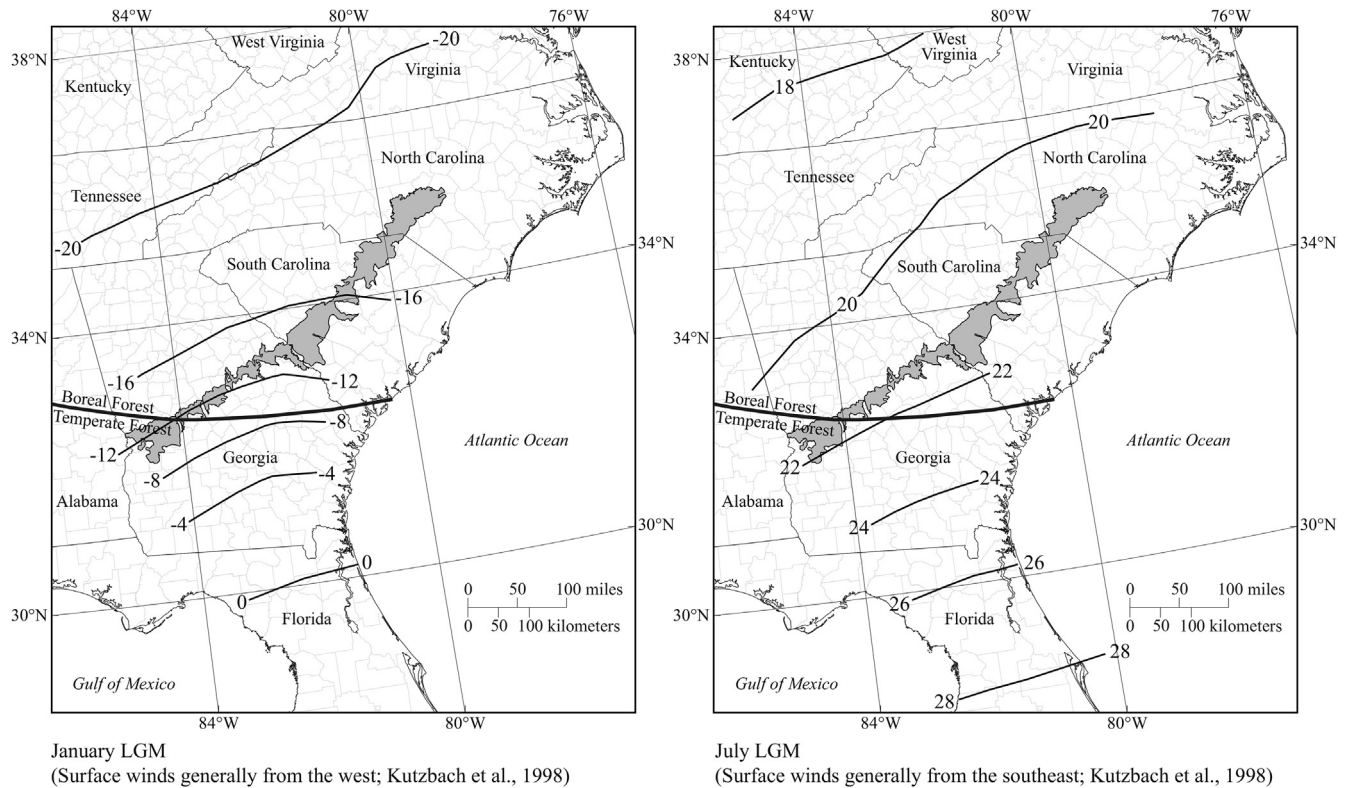 84°W 80°W 76°W
38°N
West Virginia
-20
Virginia
Kentucky
North Carolina
Tennessee
-20
34°N
South Carolina
-16
34°N
-16
-12
Boreal Forest
Temperate Forest
-8
-12
Georgia
-8
-4
Alabama
-4
Atlantic Ocean
30°N
0
0
30°N
Florida
0 50 100 miles
0 50 100 kilometers
Gulf of Mexico
84°W 80°W
January LGM
(Surface winds generally from the west; Kutzbach et al., 1998)
84°W 80°W 76°W
38°N
West
Virginia
Kentucky
Virginia
18
20
North Carolina
Tennessee
34°N
South Carolina
20
34°N
22
Boreal Forest
Temperate Forest
Georgia
22
24
Alabama
24
Atlantic Ocean
30°N
26
26
30°N
Florida
0 50 100 miles
0 50 100 kilometers
28
Gulf of Mexico
28
84°W 80°W
July LGM
(Surface winds generally from the southeast; Kutzbach et al., 1998)